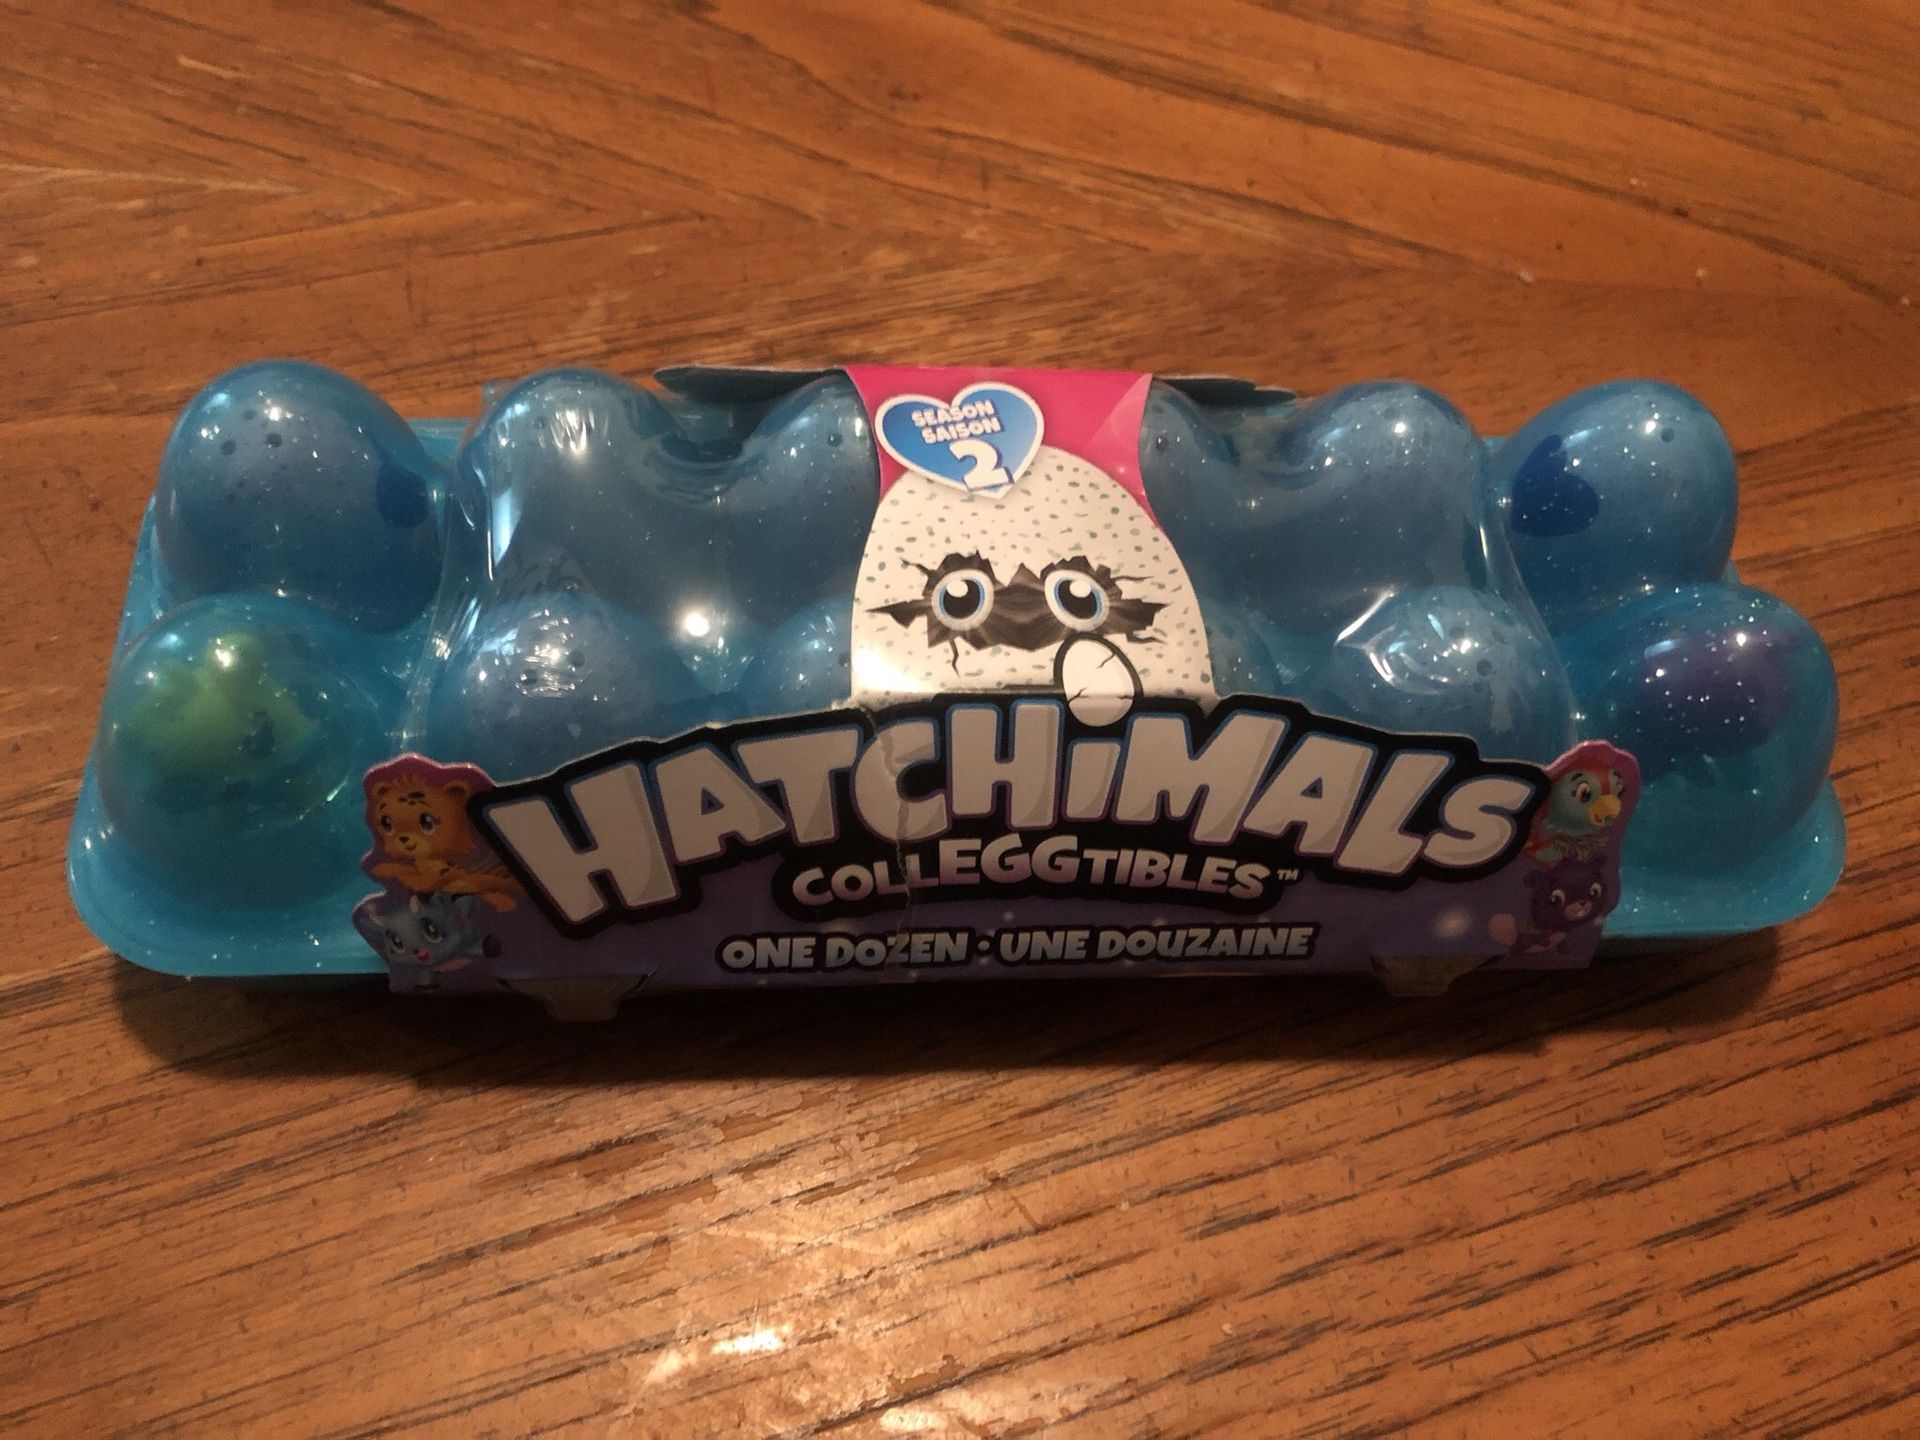 SEASON
SAISON
2
HATCHiMALS
COLLEGGTIBLES™
ONE DOZEN • UNE DOUZAINE